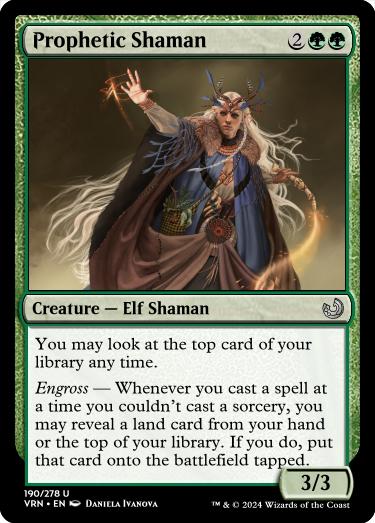 Prophetic Shaman 2
Creature — Elf Shaman
You may look at the top card of your
library any time.
Engross — Whenever you cast a spell at
a time you couldn't cast a sorcery, you
may reveal a land card from your hand
or the top of your library. If you do, put
that card onto the battlefield tapped.
3/3
190/278 U
VRN • EN Daniela Ivanova
™ & © 2024 Wizards of the Coast